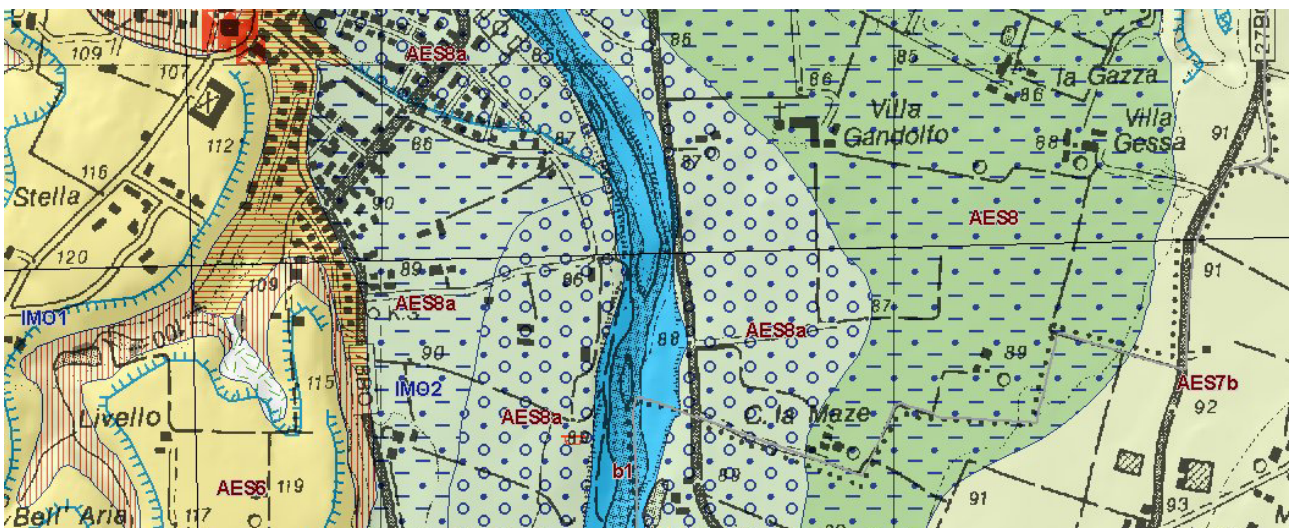 109
107
AES8a
85
86
85
la Gazza
86
86
Villa
Gandolfo
Villa
Gessa
91
112
86
87
87
88
116
Stella
90
AES8
120
109
89
AES8a
86
91
IMO1
100
AES8a
87
88
115
90
IMO2
89
AES7b
92
Livello
AES8a
C. la Maze
b1
AES6
119
89
91
93
Bell' Aria
117